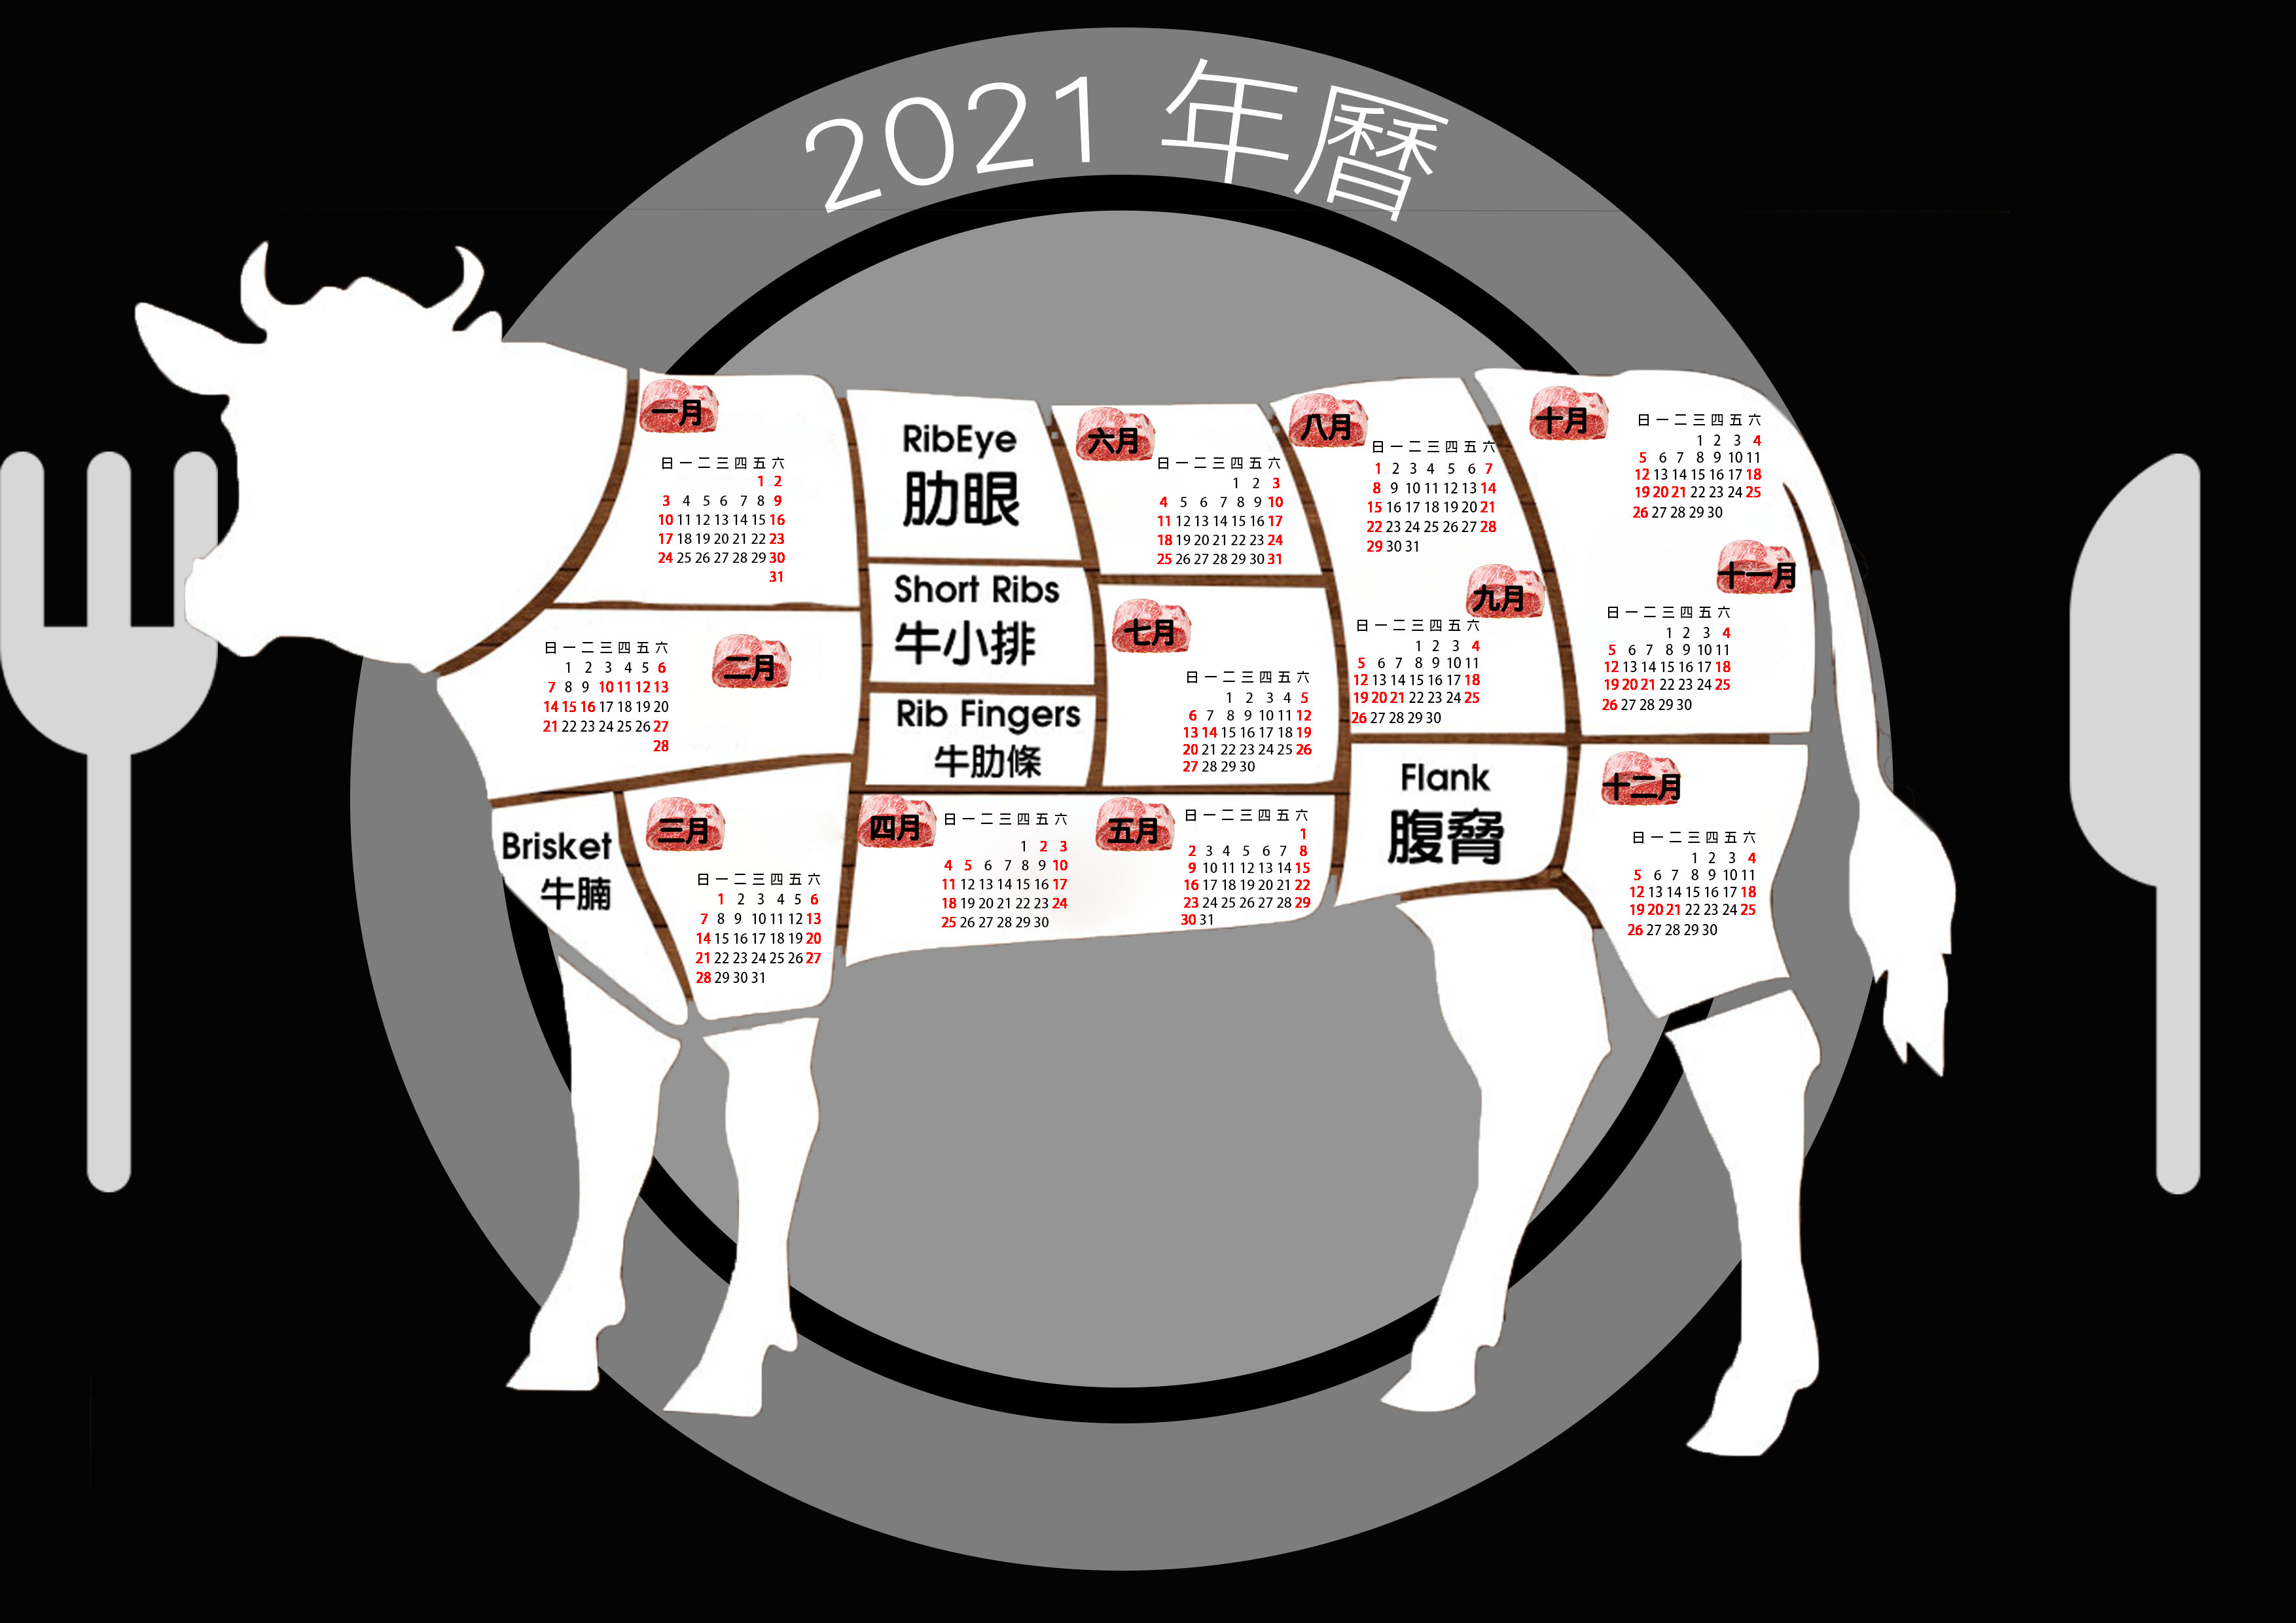 2021 年曆
一月
日 一 二 三 四 五 六
1 2
3 4 5 6 7 8 9
10 11 12 13 14 15 16
17 18 19 20 21 22 23
24 25 26 27 28 29 30
31
二月
日 一 二 三 四 五 六
1 2 3 4 5 6
7 8 9 10 11 12 13
14 15 16 17 18 19 20
21 22 23 24 25 26 27
28
Brisket
牛腩
三月
日 一 二 三 四 五 六
1 2 3 4 5 6
7 8 9 10 11 12 13
14 15 16 17 18 19 20
21 22 23 24 25 26 27
28 29 30 31
RibEye
肋眼
Short Ribs
牛小排
Rib Fingers
牛肋條
四月
日 一 二 三 四 五 六
1 2 3
4 5 6 7 8 9 10
11 12 13 14 15 16 17
18 19 20 21 22 23 24
25 26 27 28 29 30
五月
日 一 二 三 四 五 六
1
2 3 4 5 6 7 8
9 10 11 12 13 14 15
16 17 18 19 20 21 22
23 24 25 26 27 28 29
30 31
六月
日 一 二 三 四 五 六
1 2 3
4 5 6 7 8 9 10
11 12 13 14 15 16 17
18 19 20 21 22 23 24
25 26 27 28 29 30 31
七月
日 一 二 三 四 五 六
1 2 3 4 5
6 7 8 9 10 11 12
13 14 15 16 17 18 19
20 21 22 23 24 25 26
27 28 29 30
八月
日 一 二 三 四 五 六
1 2 3 4 5 6 7
8 9 10 11 12 13 14
15 16 17 18 19 20 21
22 23 24 25 26 27 28
29 30 31
九月
日 一 二 三 四 五 六
1 2 3 4
5 6 7 8 9 10 11
12 13 14 15 16 17 18
19 20 21 22 23 24 25
26 27 28 29 30
Flank
腹脅
十月
日 一 二 三 四 五 六
1 2 3 4
5 6 7 8 9 10 11
12 13 14 15 16 17 18
19 20 21 22 23 24 25
26 27 28 29 30
十一月
日 一 二 三 四 五 六
1 2 3 4
5 6 7 8 9 10 11
12 13 14 15 16 17 18
19 20 21 22 23 24 25
26 27 28 29 30
十二月
日 一 二 三 四 五 六
1 2 3 4
5 6 7 8 9 10 11
12 13 14 15 16 17 18
19 20 21 22 23 24 25
26 27 28 29 30